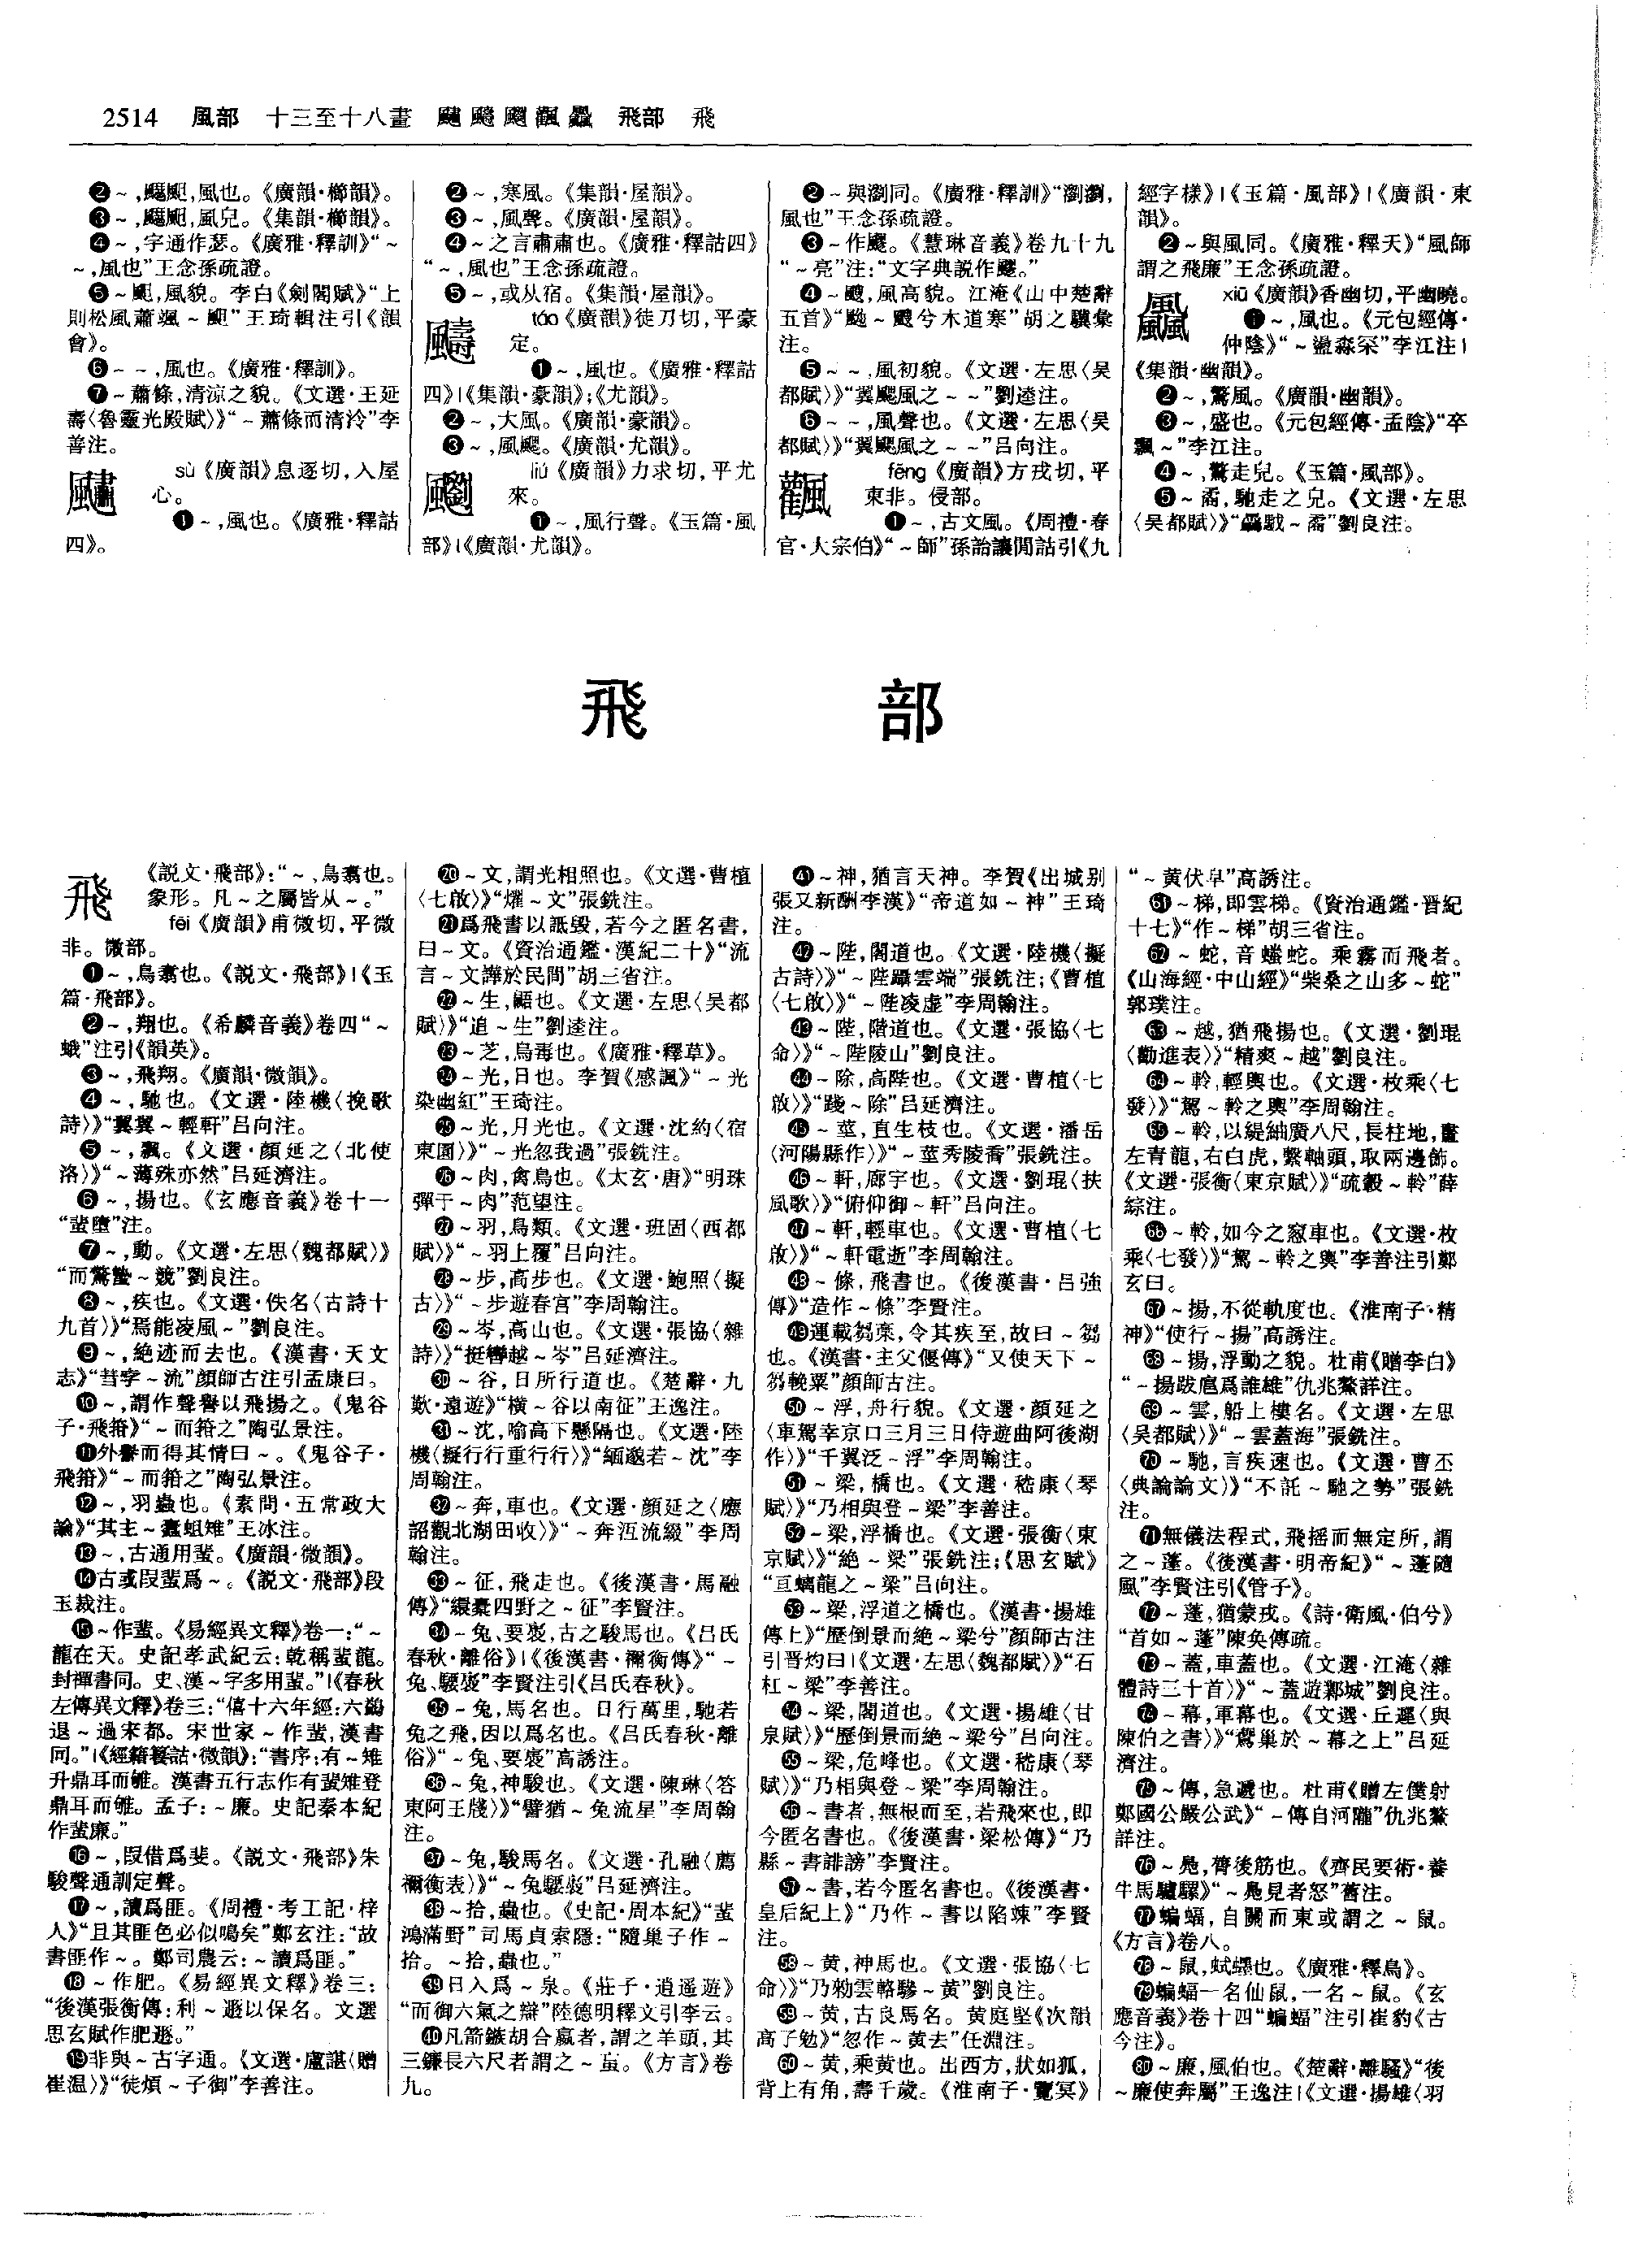 2514 風部 十三至十八畫 飈 飛部 飛
❷～,飋䬛,風也。《廣韻·櫛韻》。
❸～,飋䬛,風皃。《集韻·櫛韻》。
❹～,字通作瑟。《廣雅·釋訓》“～
～,風也”王念孫疏證。
❺～䬛,風貌。李白《劍閣賦》“上
則松風蕭颯～䬛”王琦輯注引《韻
會》。
❻～～,風也。《廣雅·釋訓》。
❼～蕭條,清涼之貌。《文選·王延
壽〈魯靈光殿賦〉》“～蕭條而清泠”李
善注。
sù《廣韻》息逐切,入屋
心。
❶～,風也。《廣雅·釋詁
四》。
❷～,寒風。《集韻·屋韻》。
❸～,風聲。《廣韻·屋韻》。
❹～之言肅肅也。《廣雅·釋詁四》
“～,風也”王念孫疏證。
❺～,或从宿。《集韻·屋韻》。
táo《廣韻》徒刀切,平豪
定。
❶～,風也。《廣雅·釋詁
四》|《集韻·豪韻》;《尤韻》。
❷～,大風。《廣韻·豪韻》。
❸～,風飉。《廣韻·尤韻》。
飀 liú《廣韻》力求切,平尤
來。
❶～,風行聲。《玉篇·風
部》|《廣韻·尤韻》。
❷～與瀏同。《廣雅·釋訓》“瀏瀏,
風也”王念孫疏證。
❸～作飉。《慧琳音義》卷九十九
“～亮”注:“文字典説作飉。”
❹～飀,風高貌。江淹《山中楚辭
五首》“颲～飀兮木道寒”胡之驥彙
注。
❺～～,風初貌。《文選·左思〈吳
都賦〉》“翼颸風之～～”劉逵注。
❻～～,風聲也。《文選·左思〈吳
都賦〉》“翼颸風之～～”吕向注。
fēng《廣韻》方戎切,平
東非。侵部。
❶～,古文風。《周禮·春
官·大宗伯》“～師”孫詒讓閒詁引《九
經字樣》|《玉篇·風部》|《廣韻·東
韻》。
❷～與風同。《廣雅·釋天》“風師
謂之飛廉”王念孫疏證。
飍 xiū《廣韻》香幽切,平幽曉。
❶～,風也。《元包經傳·
仲陰》“～盪淼罙”李江注|
《集韻·幽韻》。
❷～,驚風。《廣韻·幽韻》。
❸～,盛也。《元包經傳·孟陰》“卒
飄～”李江注。
❹～,驚走皃。《玉篇·風部》。
❺～矞,馳走之皃。《文選·左思
〈吳都賦〉》“驫駥～矞”劉良注。
飛 部
飛 《説文·飛部》:“～,鳥翥也。
象形。凡～之屬皆从～。”
fēi《廣韻》甫微切,平微
非。微部。
❶～,鳥翥也。《説文·飛部》|《玉
篇·飛部》。
❷～,翔也。《希麟音義》卷四“～
蛾”注引《韻英》。
❸～,飛翔。《廣韻·微韻》。
❹～,馳也。《文選·陸機〈挽歌
詩〉》“翼翼～輕軒”吕向注。
❺～,飄。《文選·顔延之〈北使
洛〉》“～薄殊亦然”吕延濟注。
❻～,揚也。《玄應音義》卷十一
“蜚墮”注。
❼～,動。《文選·左思〈魏都賦〉》
“而驚蟄～競”劉良注。
❽～,疾也。《文選·佚名〈古詩十
九首〉》“焉能凌風～”劉良注。
❾～,絶迹而去也。《漢書·天文
志》“彗孛～流”顔師古注引孟康曰。
❿～,謂作聲譽以飛揚之。《鬼谷
子·飛箝》“～而箝之”陶弘景注。
⓫外譽而得其情曰～。《鬼谷子·
飛箝》“～而箝之”陶弘景注。
⓬～,羽蟲也。《素問·五常政大
論》“其主～蠹蛆雉”王冰注。
⓭～,古通用蜚。《廣韻·微韻》。
⓮古或叚蜚爲～。《説文·飛部》段
玉裁注。
⓯～作蜚。《易經異文釋》卷一:“～
龍在天。史記孝武紀云:乾稱蜚龍。
封禪書同。史、漢～字多用蜚。”|《春秋
左傳異文釋》卷三:“僖十六年經:六鷁
退～過宋都。宋世家～作蜚,漢書
同。”|《經籍籑詁·微韻》:“書序:有～雉
升鼎耳而雊。漢書五行志作有蜚雉登
鼎耳而雊。孟子:～廉。史記秦本紀
作蜚廉。”
⓰～,叚借爲斐。《説文·飛部》朱
駿聲通訓定聲。
⓱～,讀爲匪。《周禮·考工記·梓
人》“且其匪色必似鳴矣”鄭玄注:“故
書匪作～。鄭司農云:～讀爲匪。”
⓲～作肥。《易經異文釋》卷三:
“後漢張衡傳:利～遯以保名。文選
思玄賦作肥遯。”
⓳非與～古字通。《文選·盧諶〈贈
崔温〉》“徒煩～子御”李善注。
⓴～文,謂光相照也。《文選·曹植
〈七啟〉》“燿～文”張銑注。
㉑爲飛書以詆毁,若今之匿名書,
曰～文。《資治通鑑·漢紀二十》“流
言～文譁於民間”胡三省注。
㉒～生,鼯也。《文選·左思〈吳都
賦〉》“追～生”劉逵注。
㉓～芝,烏毒也。《廣雅·釋草》。
㉔～光,日也。李賀《感諷》“～光
染幽紅”王琦注。
㉕～光,月光也。《文選·沈約〈宿
東園〉》“～光忽我過”張銑注。
㉖～肉,禽鳥也。《太玄·唐》“明珠
彈于～肉”范望注。
㉗～羽,鳥類。《文選·班固〈西都
賦〉》“～羽上覆”吕向注。
㉘～步,高步也。《文選·鮑照〈擬
古〉》“～步遊春宫”李周翰注。
㉙～岑,高山也。《文選·張協〈雜
詩〉》“挺轡越～岑”吕延濟注。
㉚～谷,日所行道也。《楚辭·九
歎·遠遊》“横～谷以南征”王逸注。
㉛～沈,喻高下懸隔也。《文選·陸
機〈擬行行重行行〉》“緬邈若～沈”李
周翰注。
㉜～奔,車也。《文選·顔延之〈應
詔觀北湖田收〉》“～奔沍流綴”李周
翰注。
㉝～征,飛走也。《後漢書·馬融
傳》“繯橐四野之～征”李賢注。
㉞～兔、要褭,古之駿馬也。《吕氏
春秋·離俗》|《後漢書·禰衡傳》“～
兔、騕褭”李賢注引《吕氏春秋》。
㉟～兔,馬名也。日行萬里,馳若
兔之飛,因以爲名也。《吕氏春秋·離
俗》“～兔、要褭”高誘注。
㊱～兔,神駿也。《文選·陳琳〈答
東阿王牋〉》“譬猶～兔流星”李周翰
注。
㊲～兔,駿馬名。《文選·孔融〈薦
禰衡表〉》“～兔騕褭”吕延濟注。
㊳～拾,蟲也。《史記·周本紀》“蜚
鴻滿野”司馬貞索隱:“隨巢子作～
拾。～拾,蟲也。”
㊴日入爲～泉。《莊子·逍遥遊》
“而御六氣之辯”陸德明釋文引李云。
㊵凡箭鏃胡合嬴者,謂之羊頭,其
三鐮長六尺者謂之～䖟。《方言》卷
九。
㊶～神,猶言天神。李賀《出城别
張又新酬李漢》“帝道如～神”王琦
注。
㊷～陛,閣道也。《文選·陸機〈擬
古詩〉》“～陛躡雲端”張銑注;《曹植
〈七啟〉》“～陛凌虚”李周翰注。
㊸～陛,階道也。《文選·張協〈七
命〉》“～陛陵山”劉良注。
㊹～除,高陛也。《文選·曹植〈七
啟〉》“踐～除”吕延濟注。
㊺～莖,直生枝也。《文選·潘岳
〈河陽縣作〉》“～莖秀陵喬”張銑注。
㊻～軒,廊宇也。《文選·劉琨〈扶
風歌〉》“俯仰御～軒”吕向注。
㊼～軒,輕車也。《文選·曹植〈七
啟〉》“～軒電逝”李周翰注。
㊽～條,飛書也。《後漢書·吕強
傳》“造作～條”李賢注。
㊾運載芻稾,令其疾至,故曰～芻
也。《漢書·主父偃傳》“又使天下～
芻輓粟”顔師古注。
㊿～浮,舟行貌。《文選·顔延之
〈車駕幸京口三月三日侍遊曲阿後湖
作〉》“千翼泛～浮”李周翰注。
51～梁,橋也。《文選·嵇康〈琴
賦〉》“乃相與登～梁”李善注。
52～梁,浮橋也。《文選·張衡〈東
京賦〉》“絶～梁”張銑注;《思玄賦》
“亘螭龍之～梁”吕向注。
53～梁,浮道之橋也。《漢書·揚雄
傳上》“歷倒景而絶～梁兮”顔師古注
引晋灼曰|《文選·左思〈魏都賦〉》“石
杠～梁”李善注。
54～梁,閣道也。《文選·揚雄〈甘
泉賦〉》“歷倒景而絶～梁兮”吕向注。
55～梁,危峰也。《文選·嵇康〈琴
賦〉》“乃相與登～梁”李周翰注。
56～書者,無根而至,若飛來也,即
今匿名書也。《後漢書·梁松傳》“乃
縣～書誹謗”李賢注。
57～書,若今匿名書也。《後漢書·
皇后紀上》“乃作～書以陷竦”李賢
注。
58～黄,神馬也。《文選·張協〈七
命〉》“乃勑雲輅驂～黄”劉良注。
59～黄,古良馬名。黄庭堅《次韻
高子勉》“忽作～黄去”任淵注。
60～黄,乘黄也。出西方,狀如狐,
背上有角,壽千歲。《淮南子·覽冥》
“～黄伏皁”高誘注。
61～梯,即雲梯。《資治通鑑·晋紀
十七》“作～梯”胡三省注。
62～蛇,音螣蛇。乘霧而飛者。
《山海經·中山經》“柴桑之山多～蛇”
郭璞注。
63～越,猶飛揚也。《文選·劉琨
〈勸進表〉》“精爽～越”劉良注。
64～軨,輕輿也。《文選·枚乘〈七
發〉》“駕～軨之輿”李周翰注。
65～軨,以緹紬廣八尺,長柱地,畫
左青龍,右白虎,繫軸頭,取兩邊飾。
《文選·張衡〈東京賦〉》“疏轂～軨”薛
綜注。
66～軨,如今之窓車也。《文選·枚
乘〈七發〉》“駕～軨之輿”李善注引鄭
玄曰。
67～揚,不從軌度也。《淮南子·精
神》“使行～揚”高誘注。
68～揚,浮動之貌。杜甫《贈李白》
“～揚跋扈爲誰雄”仇兆鰲詳注。
69～雲,船上樓名。《文選·左思
〈吳都賦〉》“～雲蓋海”張銑注。
70～馳,言疾速也。《文選·曹丕
〈典論論文〉》“不託～馳之勢”張銑
注。
71無儀法程式,飛摇而無定所,謂
之～蓬。《後漢書·明帝紀》“～蓬隨
風”李賢注引《管子》。
72～蓬,猶蒙戎。《詩·衛風·伯兮》
“首如～蓬”陳奂傳疏。
73～蓋,車蓋也。《文選·江淹〈雜
體詩三十首〉》“～蓋遊鄴城”劉良注。
74～幕,軍幕也。《文選·丘遲〈與
陳伯之書〉》“鷰巢於～幕之上”吕延
濟注。
75～傳,急遞也。杜甫《贈左僕射
鄭國公嚴公武》“～傳自河隴”仇兆鰲
詳注。
76～鳧,膂後筋也。《齊民要術·養
牛馬驢騾》“～鳧見者怒”舊注。
77蝙蝠,自關而東或謂之～鼠。
《方言》卷八。
78～鼠,蚮蠝也。《廣雅·釋鳥》。
79蝙蝠一名仙鼠,一名～鼠。《玄
應音義》卷十四“蝙蝠”注引崔豹《古
今注》。
80～廉,風伯也。《楚辭·離騷》“後
～廉使奔屬”王逸注|《文選·揚雄〈羽